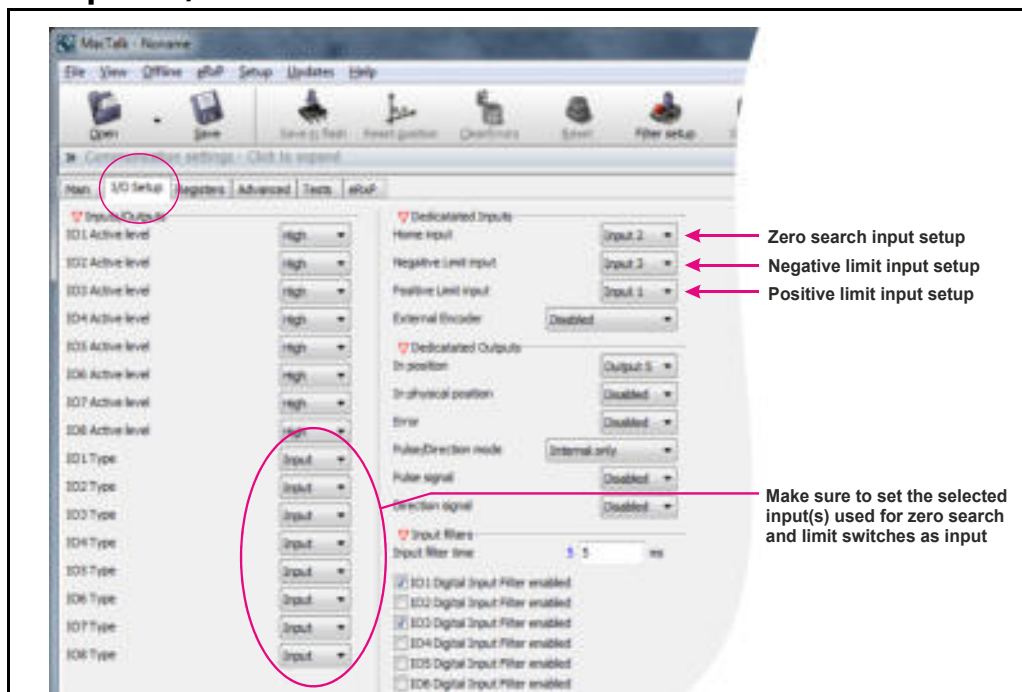 MacTalk - Noname
File View Offline eRxP Setup Updates Help
Open Save Save in flash Reset position Clear errors Reset Filter setup
Communication settings - Click to expand
Main I/O Setup Registers Advanced Tests eRxP
Inputs/Outputs
IO1 Active level High
IO2 Active level High
IO3 Active level High
IO4 Active level High
IO5 Active level High
IO6 Active level High
IO7 Active level High
IO8 Active level High
IO1 Type Input
IO2 Type Input
IO3 Type Input
IO4 Type Input
IO5 Type Input
IO6 Type Input
IO7 Type Input
IO8 Type Input
Dedicatated Inputs
Home input Input 2
Negative Limit input Input 3
Positive Limit input Input 1
External Encoder Disabled
Dedicatated Outputs
In position Output 5
In physical position Disabled
Error Disabled
Pulse/Direction mode Internal only
Pulse signal Disabled
Direction signal Disabled
Input filters
Input filter time 5 5 ms
IO1 Digital Input Filter enabled
IO2 Digital Input Filter enabled
IO3 Digital Input Filter enabled
IO4 Digital Input Filter enabled
IO5 Digital Input Filter enabled
IO6 Digital Input Filter enabled
Zero search input setup
Negative limit input setup
Positive limit input setup
Make sure to set the selected
input(s) used for zero search
and limit switches as input